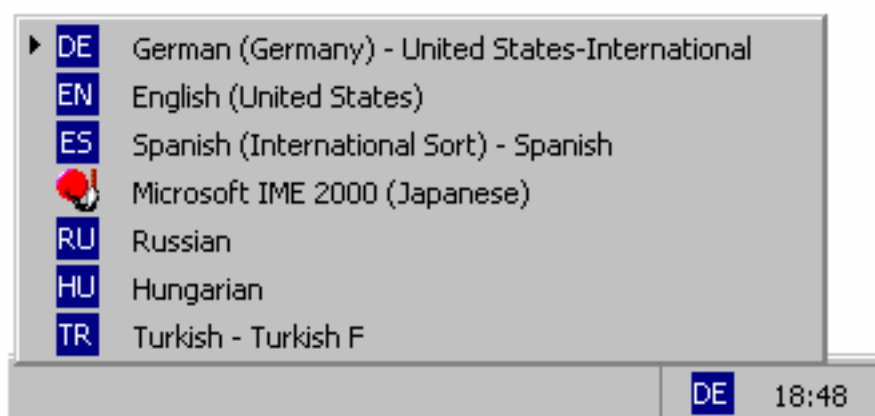 DE German (Germany) - United States-International
EN English (United States)
ES Spanish (International Sort) - Spanish
Microsoft IME 2000 (Japanese)
RU Russian
HU Hungarian
TR Turkish - Turkish F
DE 18:48